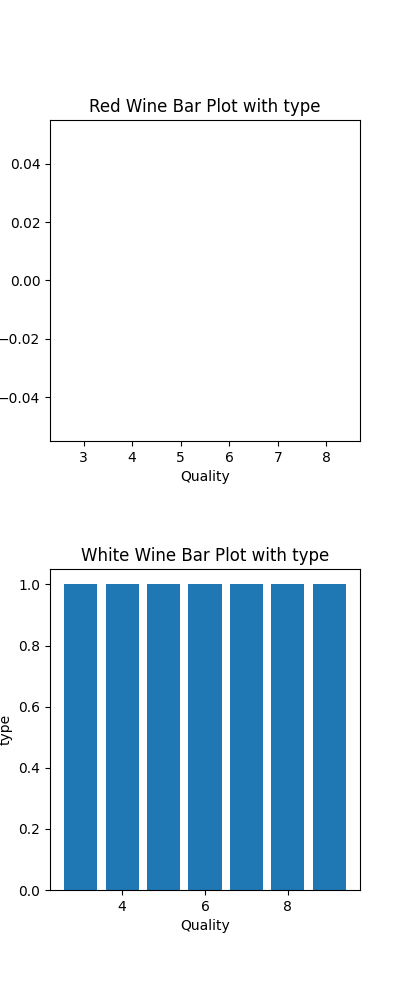 Red Wine Bar Plot with type
0.04
0.02
0.00
−0.02
−0.04
3 4 5 6 7 8
Quality
White Wine Bar Plot with type
1.0
0.8
0.6
0.4
0.2
0.0
type
4 6 8
Quality